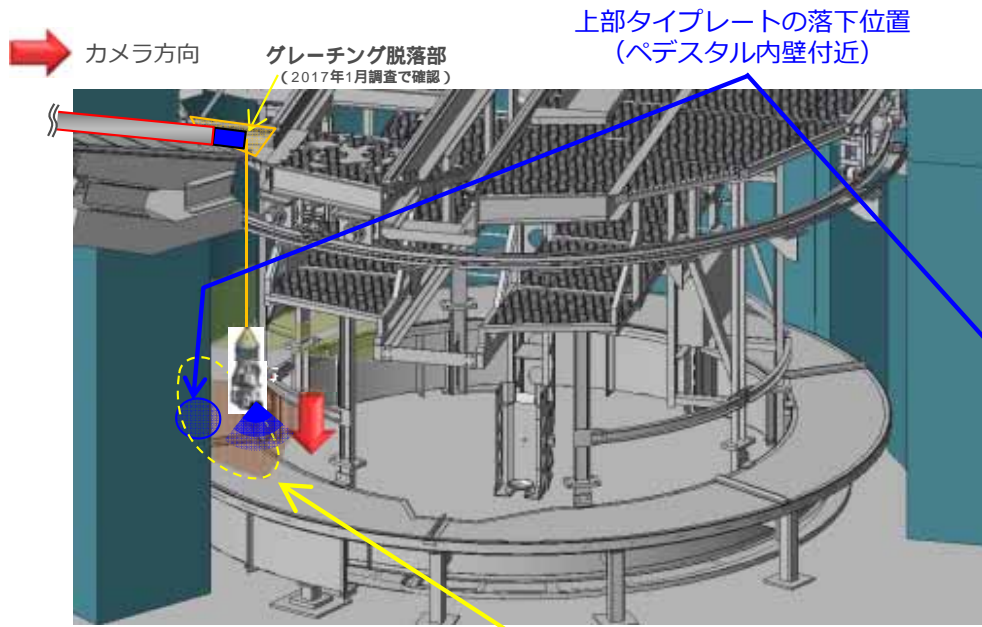 上部タイプレートの落下位置
（ペデスタル内壁付近）
カメラ方向
グレーチング脱落部
（2017年1月調査で確認）